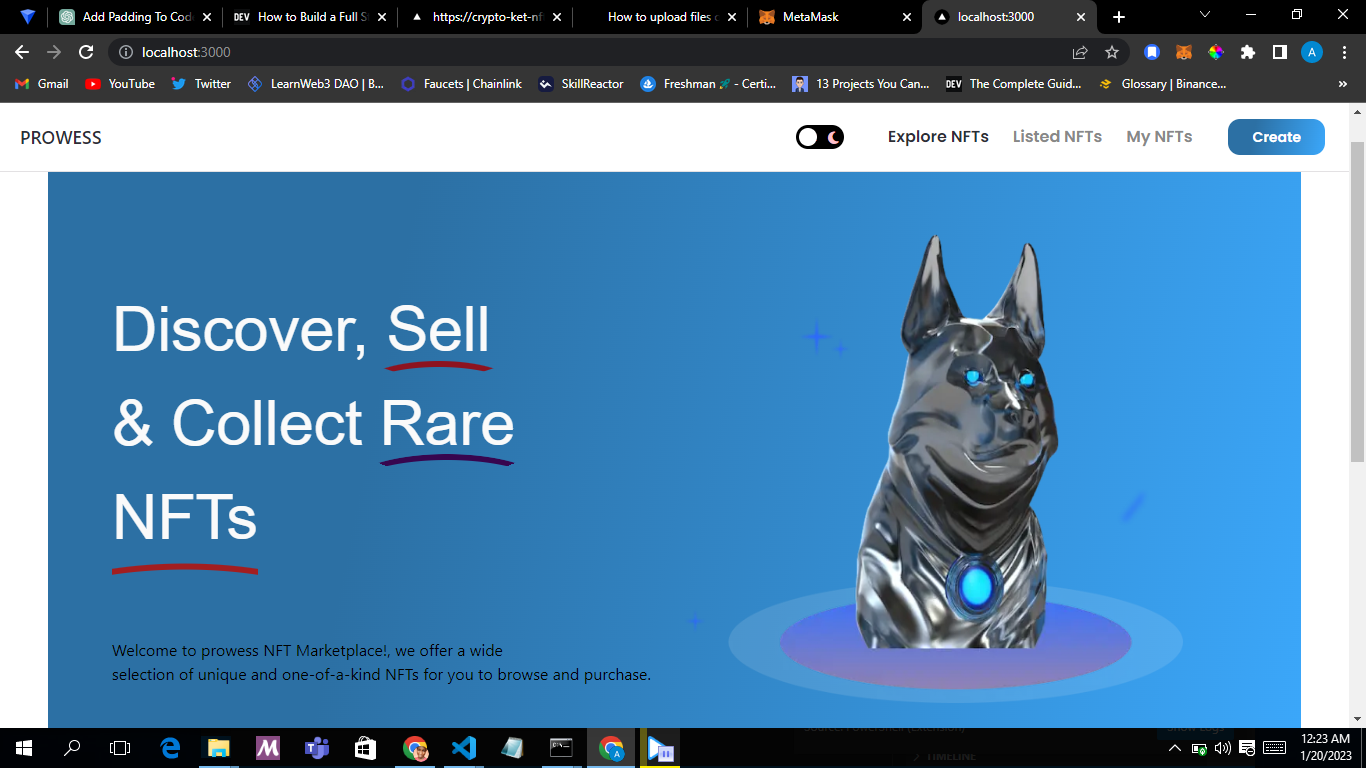 Add Padding To Cod
DEV How to Build a Full S
https://crypto-ket-nf
How to upload files
MetaMask
localhost:3000
localhost:3000
A
Gmail
YouTube
Twitter
LearnWeb3 DAO | B...
Faucets | Chainlink
SkillReactor
Freshman 🚀 - Certi...
13 Projects You Can...
DEV The Complete Guid...
Glossary | Binance...
»
PROWESS
Explore NFTs
Listed NFTs
My NFTs
Create
Discover, Sell
& Collect Rare
NFTs
Welcome to prowess NFT Marketplace!, we offer a wide
selection of unique and one-of-a-kind NFTs for you to browse and purchase.
TIMELINE
12:23 AM
1/20/2023